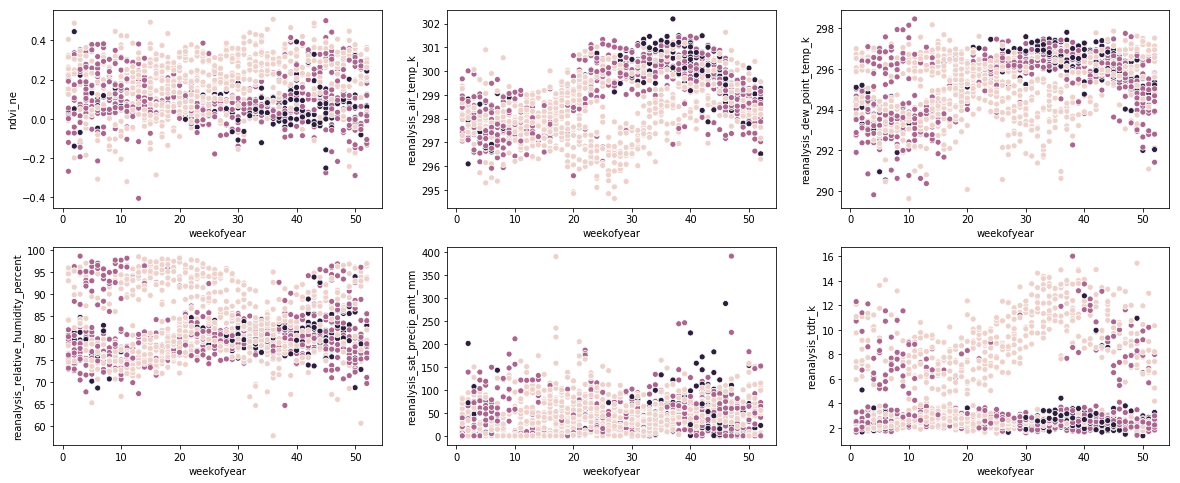 ndvi_ne
0.4
0.2
0.0
−0.2
−0.4
0 10 20 30 40 50
weekofyear
reanalysis_air_temp_k
302
301
300
299
298
297
296
295
0 10 20 30 40 50
weekofyear
reanalysis_dew_point_temp_k
298
296
294
292
290
0 10 20 30 40 50
weekofyear
reanalysis_relative_humidity_percent
100
95
90
85
80
75
70
65
60
0 10 20 30 40 50
weekofyear
reanalysis_sat_precip_amt_mm
400
350
300
250
200
150
100
50
0
0 10 20 30 40 50
weekofyear
reanalysis_tdtr_k
16
14
12
10
8
6
4
2
0 10 20 30 40 50
weekofyear